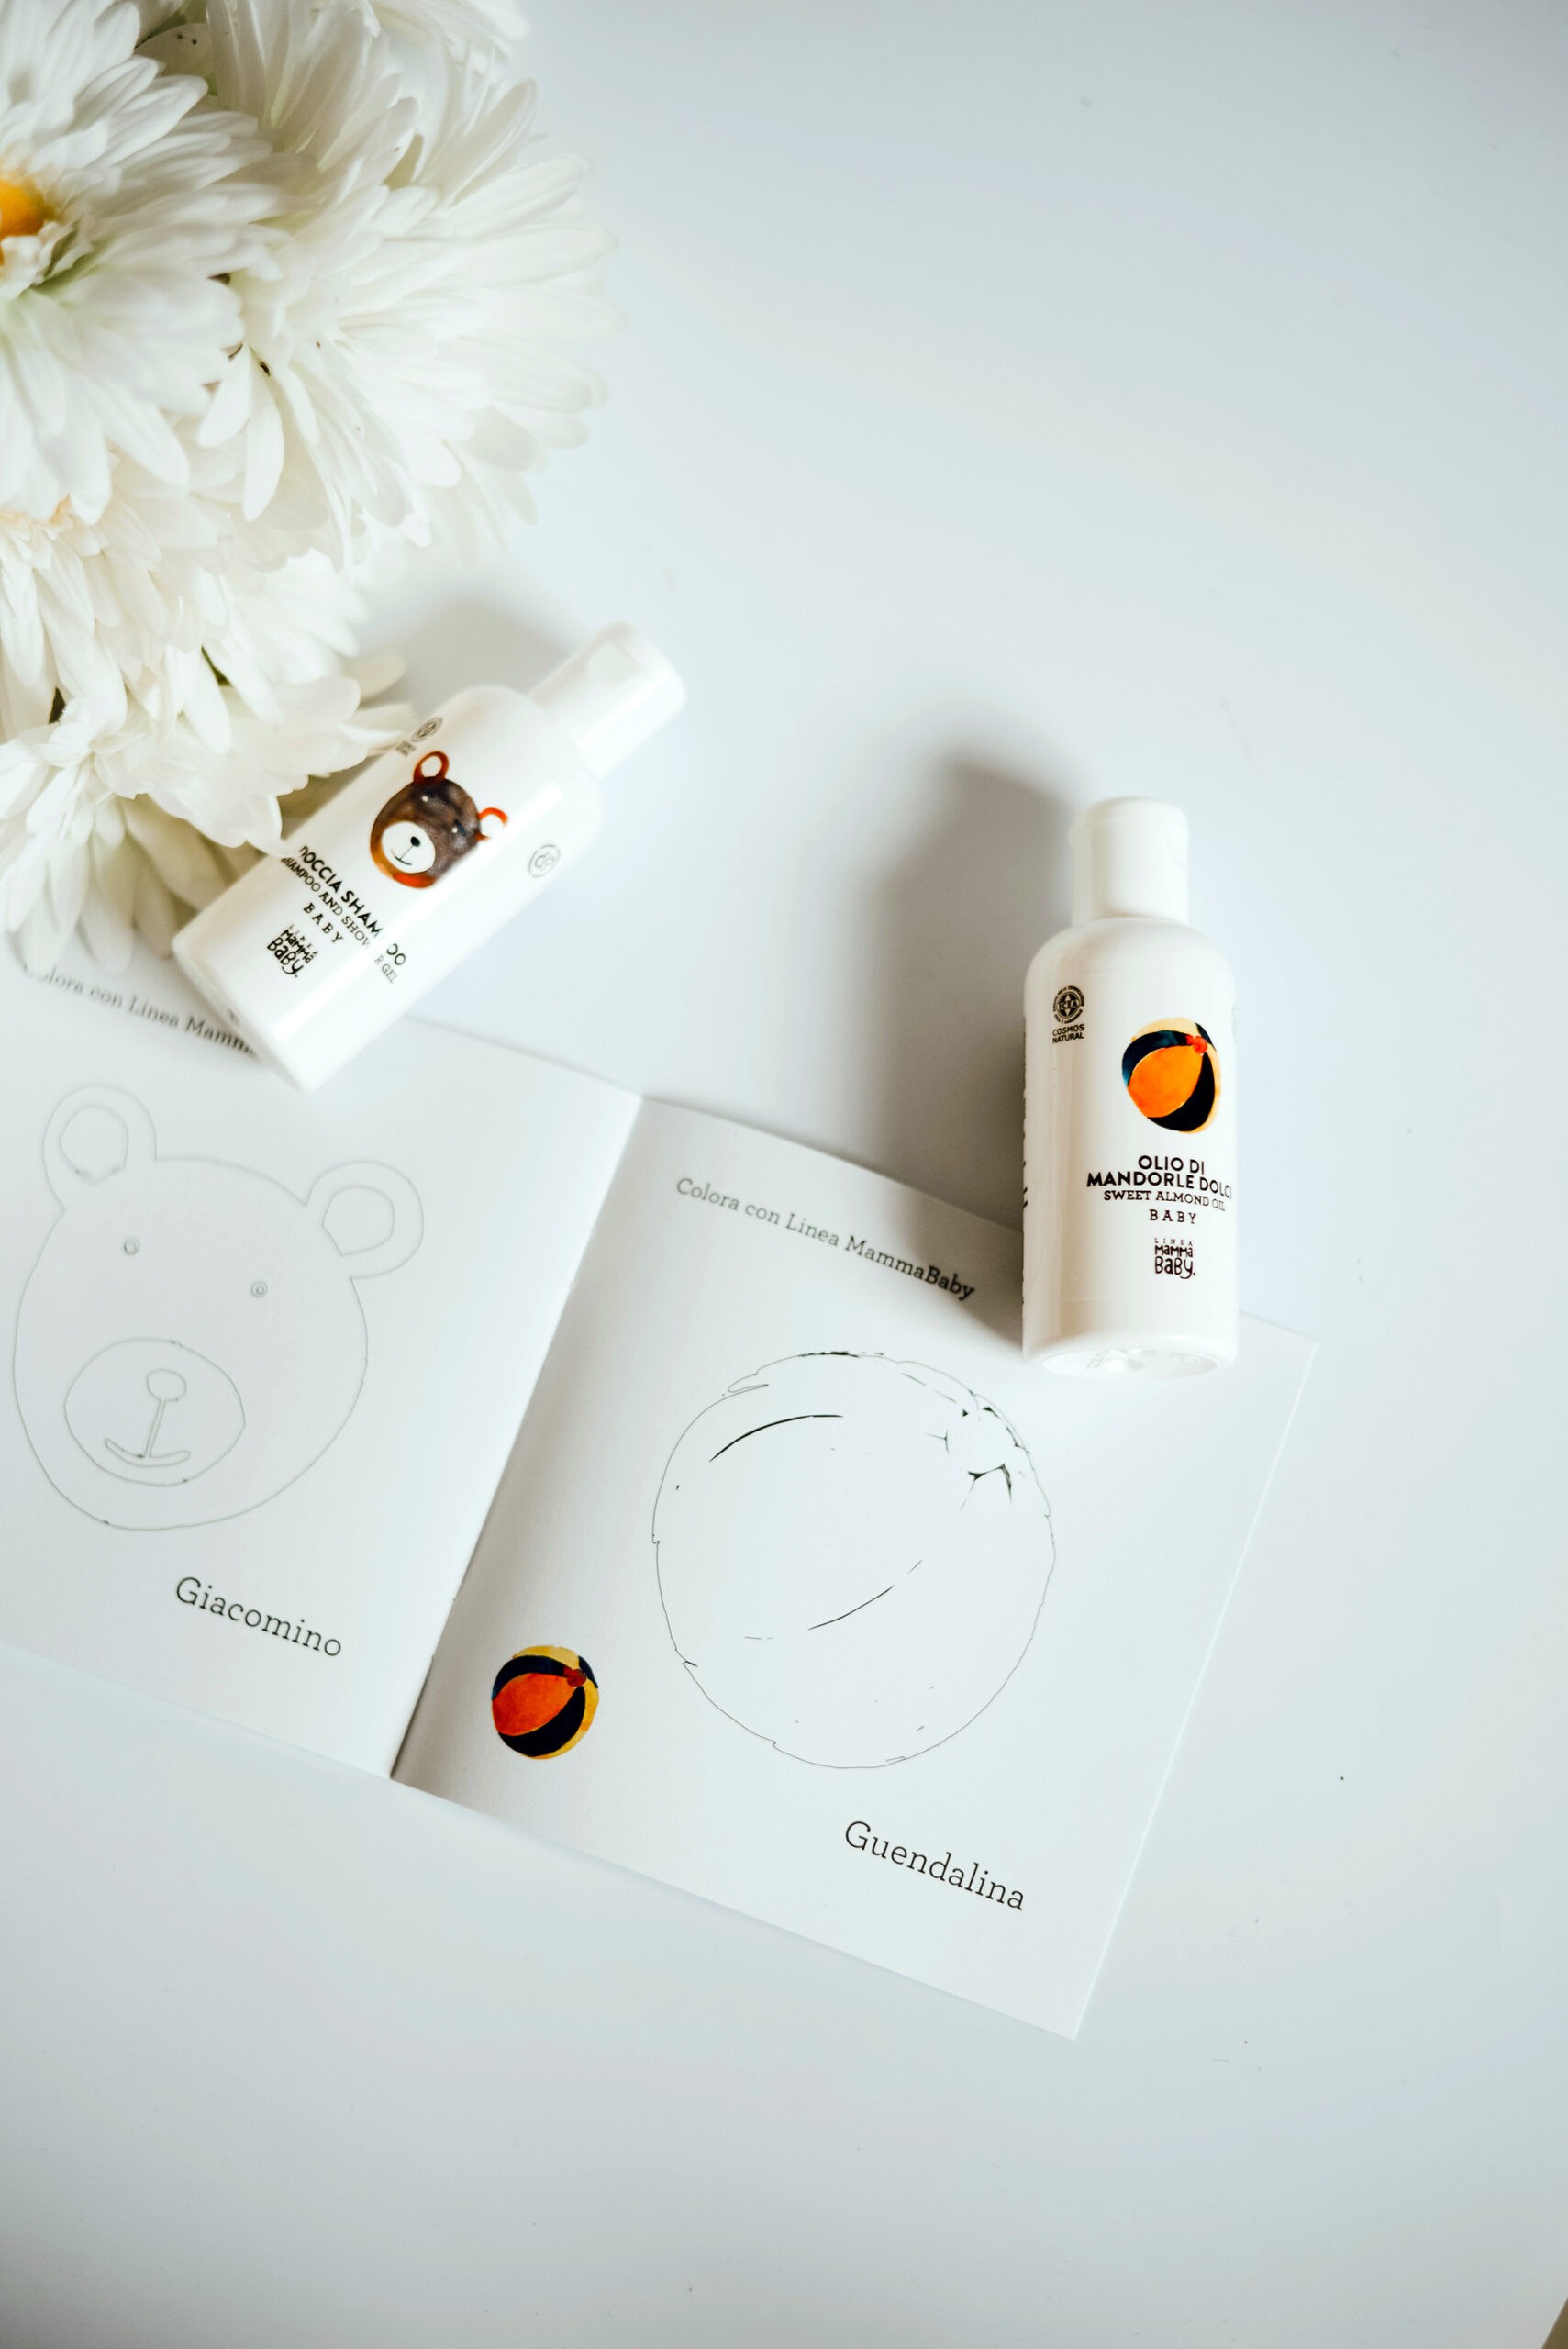 DOCCIA SHAMPOO
SHAMPOO AND SHOWER GEL
BABY
LINEA
MAMMA
BABY.
ICEA
COSMOS
NATURAL
OLIO DI
MANDORLE DOLCI
SWEET ALMOND OIL
BABY
LINEA
MAMMA
BABY.
Colora con Linea Mamma
Giacomino
Colora con Linea MammaBaby
Guendalina